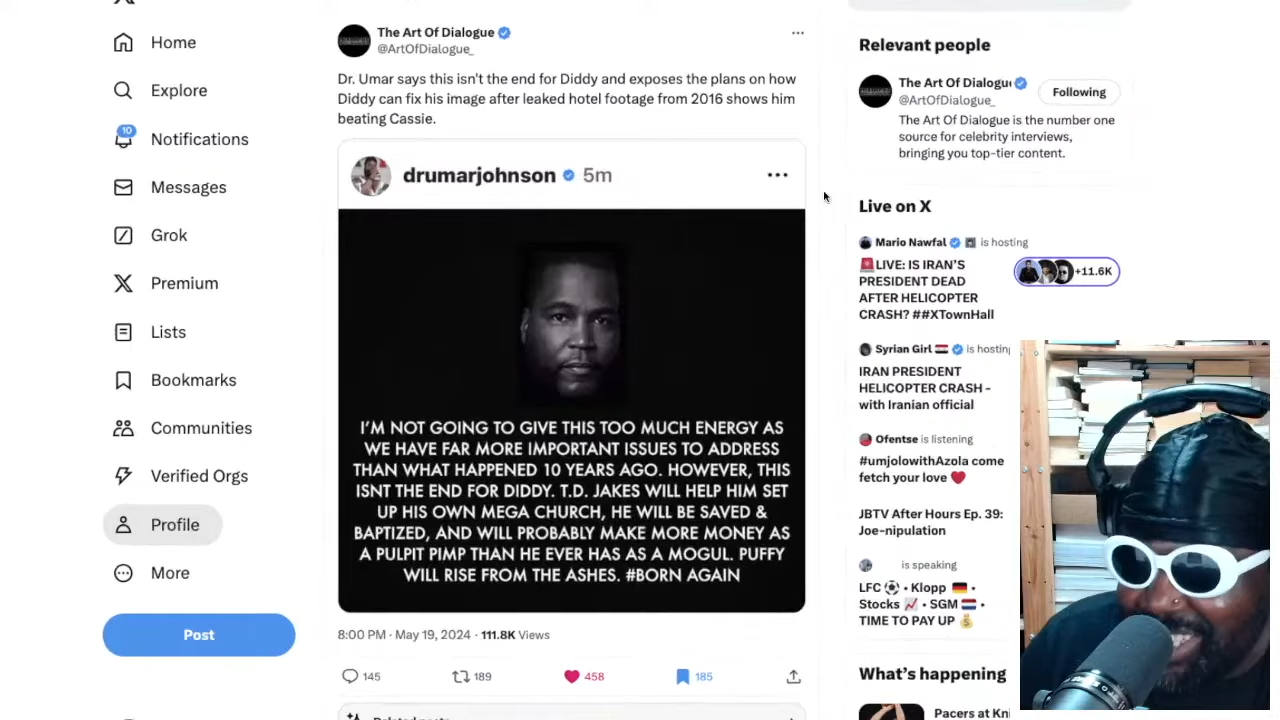 Home
Explore
10
Notifications
Messages
Grok
Premium
Lists
Bookmarks
Communities
Verified Orgs
Profile
More
Post
The Art Of Dialogue
@ArtOfDialogue_
Dr. Umar says this isn't the end for Diddy and exposes the plans on how
Diddy can fix his image after leaked hotel footage from 2016 shows him
beating Cassie.
drumarjohnson 5m
I'M NOT GOING TO GIVE THIS TOO MUCH ENERGY AS
WE HAVE FAR MORE IMPORTANT ISSUES TO ADDRESS
THAN WHAT HAPPENED 10 YEARS AGO. HOWEVER, THIS
ISNT THE END FOR DIDDY. T.D. JAKES WILL HELP HIM SET
UP HIS OWN MEGA CHURCH, HE WILL BE SAVED &
BAPTIZED, AND WILL PROBABLY MAKE MORE MONEY AS
A PULPIT PIMP THAN HE EVER HAS AS A MOGUL. PUFFY
WILL RISE FROM THE ASHES. #BORN AGAIN
8:00 PM · May 19, 2024 · 111.8K Views
145 189 458 185
Relevant people
The Art Of Dialogu
@ArtOfDialogue_
Following
The Art Of Dialogue is the number one
source for celebrity interviews,
bringing you top-tier content.
Live on X
Mario Nawfal is hosting
🚨LIVE: IS IRAN'S
PRESIDENT DEAD
AFTER HELICOPTER
CRASH? ##XTownHall
+11.6K
Syrian Girl 🇸🇾 is hosting
IRAN PRESIDENT
HELICOPTER CRASH -
with Iranian official
Ofentse is listening
#umjolowithAzola come
fetch your love ❤️
JBTV After Hours Ep. 39:
Joe-nipulation
is speaking
LFC ⚽ • Klopp 🇩🇪 •
Stocks 📈 • SGM 🇳🇱 •
TIME TO PAY UP 💰
What's happening
Pacers at Kni